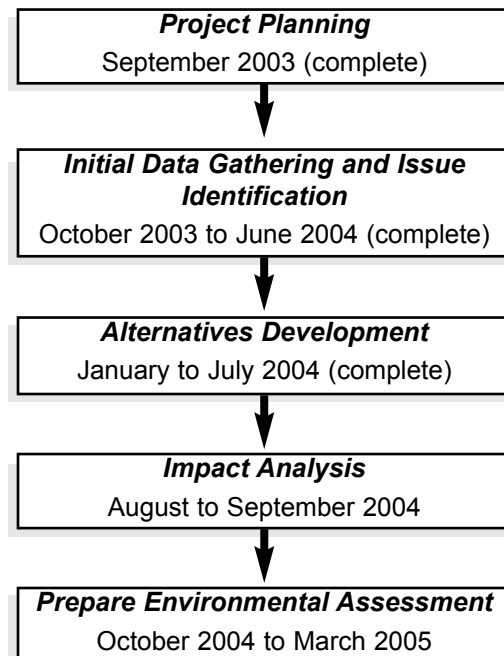 Project Planning
September 2003 (complete)
Initial Data Gathering and Issue
Identification
October 2003 to June 2004 (complete)
Alternatives Development
January to July 2004 (complete)
Impact Analysis
August to September 2004
Prepare Environmental Assessment
October 2004 to March 2005